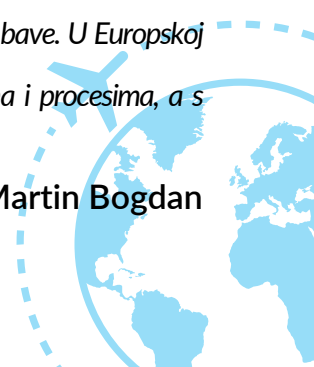 bave. U Europskoj
a i procesima, a s
Martin Bogdan